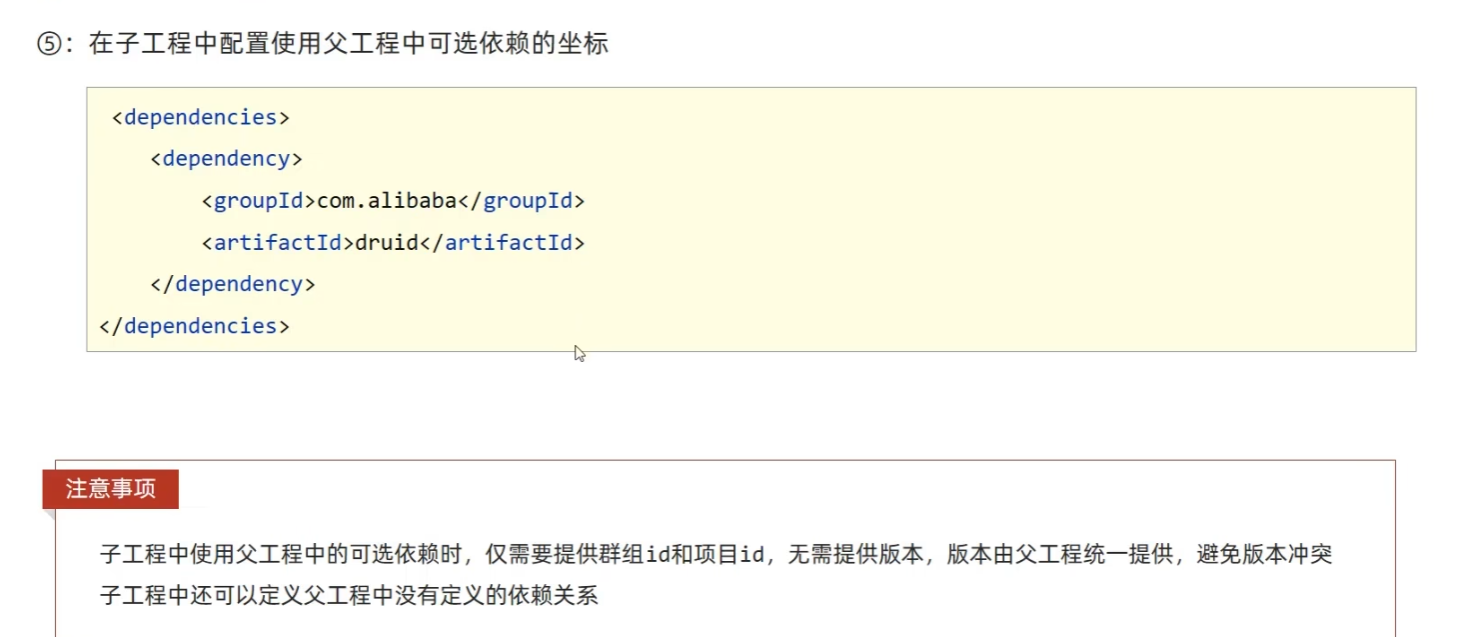 ⑤：在子工程中配置使用父工程中可选依赖的坐标
<dependencies>
<dependency>
<groupId>com.alibaba</groupId>
<artifactId>druid</artifactId>
</dependency>
</dependencies>
注意事项
子工程中使用父工程中的可选依赖时，仅需要提供群组id和项目id，无需提供版本，版本由父工程统一提供，避免版本冲突
子工程中还可以定义父工程中没有定义的依赖关系